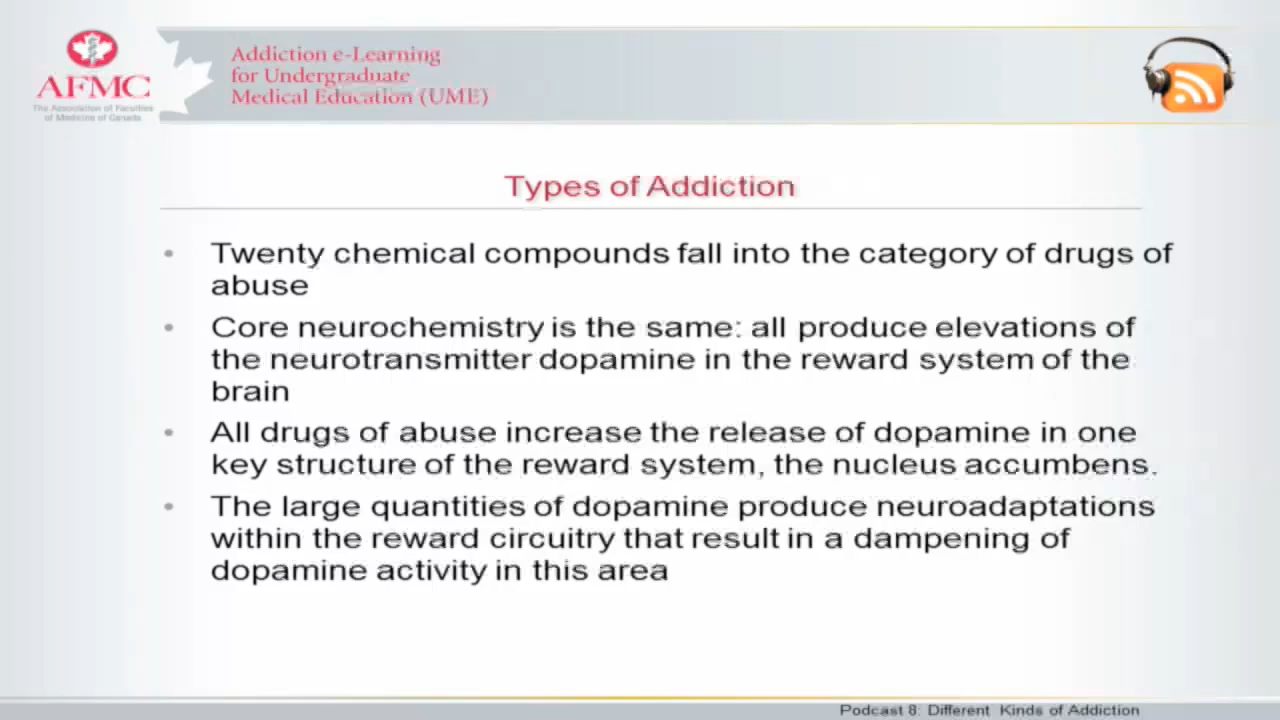 AFMC
The Association of Faculties
of Medicine of Canada
Addiction e-Learning
for Undergraduate
Medical Education (UME)
Types of Addiction
• Twenty chemical compounds fall into the category of drugs of
abuse
• Core neurochemistry is the same: all produce elevations of
the neurotransmitter dopamine in the reward system of the
brain
• All drugs of abuse increase the release of dopamine in one
key structure of the reward system, the nucleus accumbens.
• The large quantities of dopamine produce neuroadaptations
within the reward circuitry that result in a dampening of
dopamine activity in this area
Podcast 8: Different Kinds of Addiction